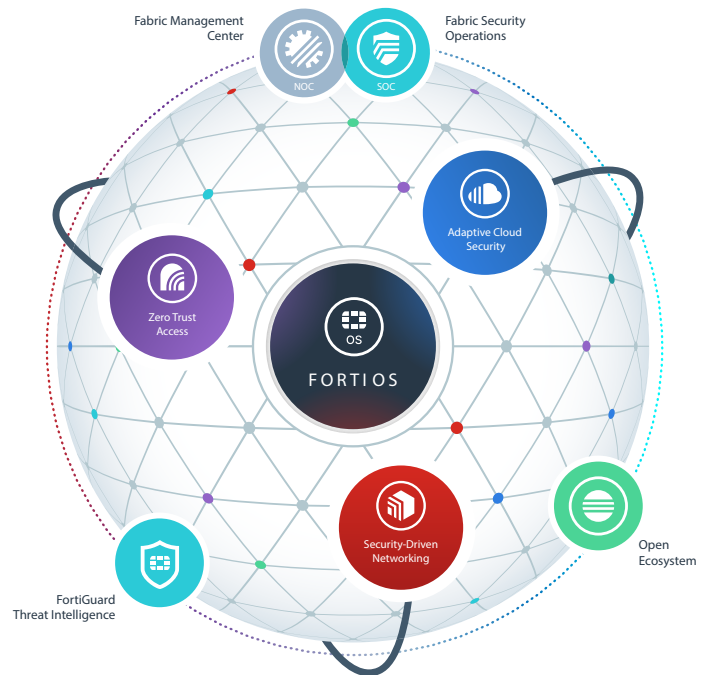 Fabric Management
Center
Fabric Security
Operations
NOC
SOC
Adaptive Cloud
Security
Zero Trust
Access
OS
FORTIOS
Security-Driven
Networking
Open
Ecosystem
FortiGuard
Threat Intelligence